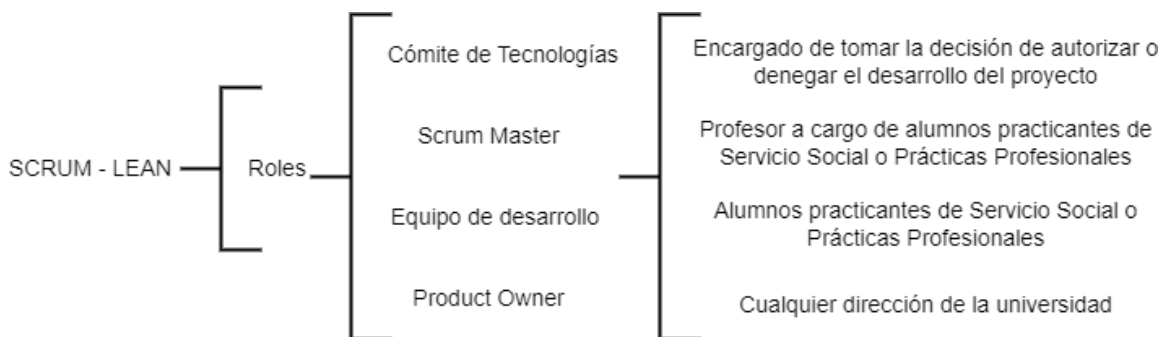 SCRUM - LEAN
Roles
Cómite de Tecnologías
Encargado de tomar la decisión de autorizar o
denegar el desarrollo del proyecto
Scrum Master
Profesor a cargo de alumnos practicantes de
Servicio Social o Prácticas Profesionales
Equipo de desarrollo
Alumnos practicantes de Servicio Social o
Prácticas Profesionales
Product Owner
Cualquier dirección de la universidad